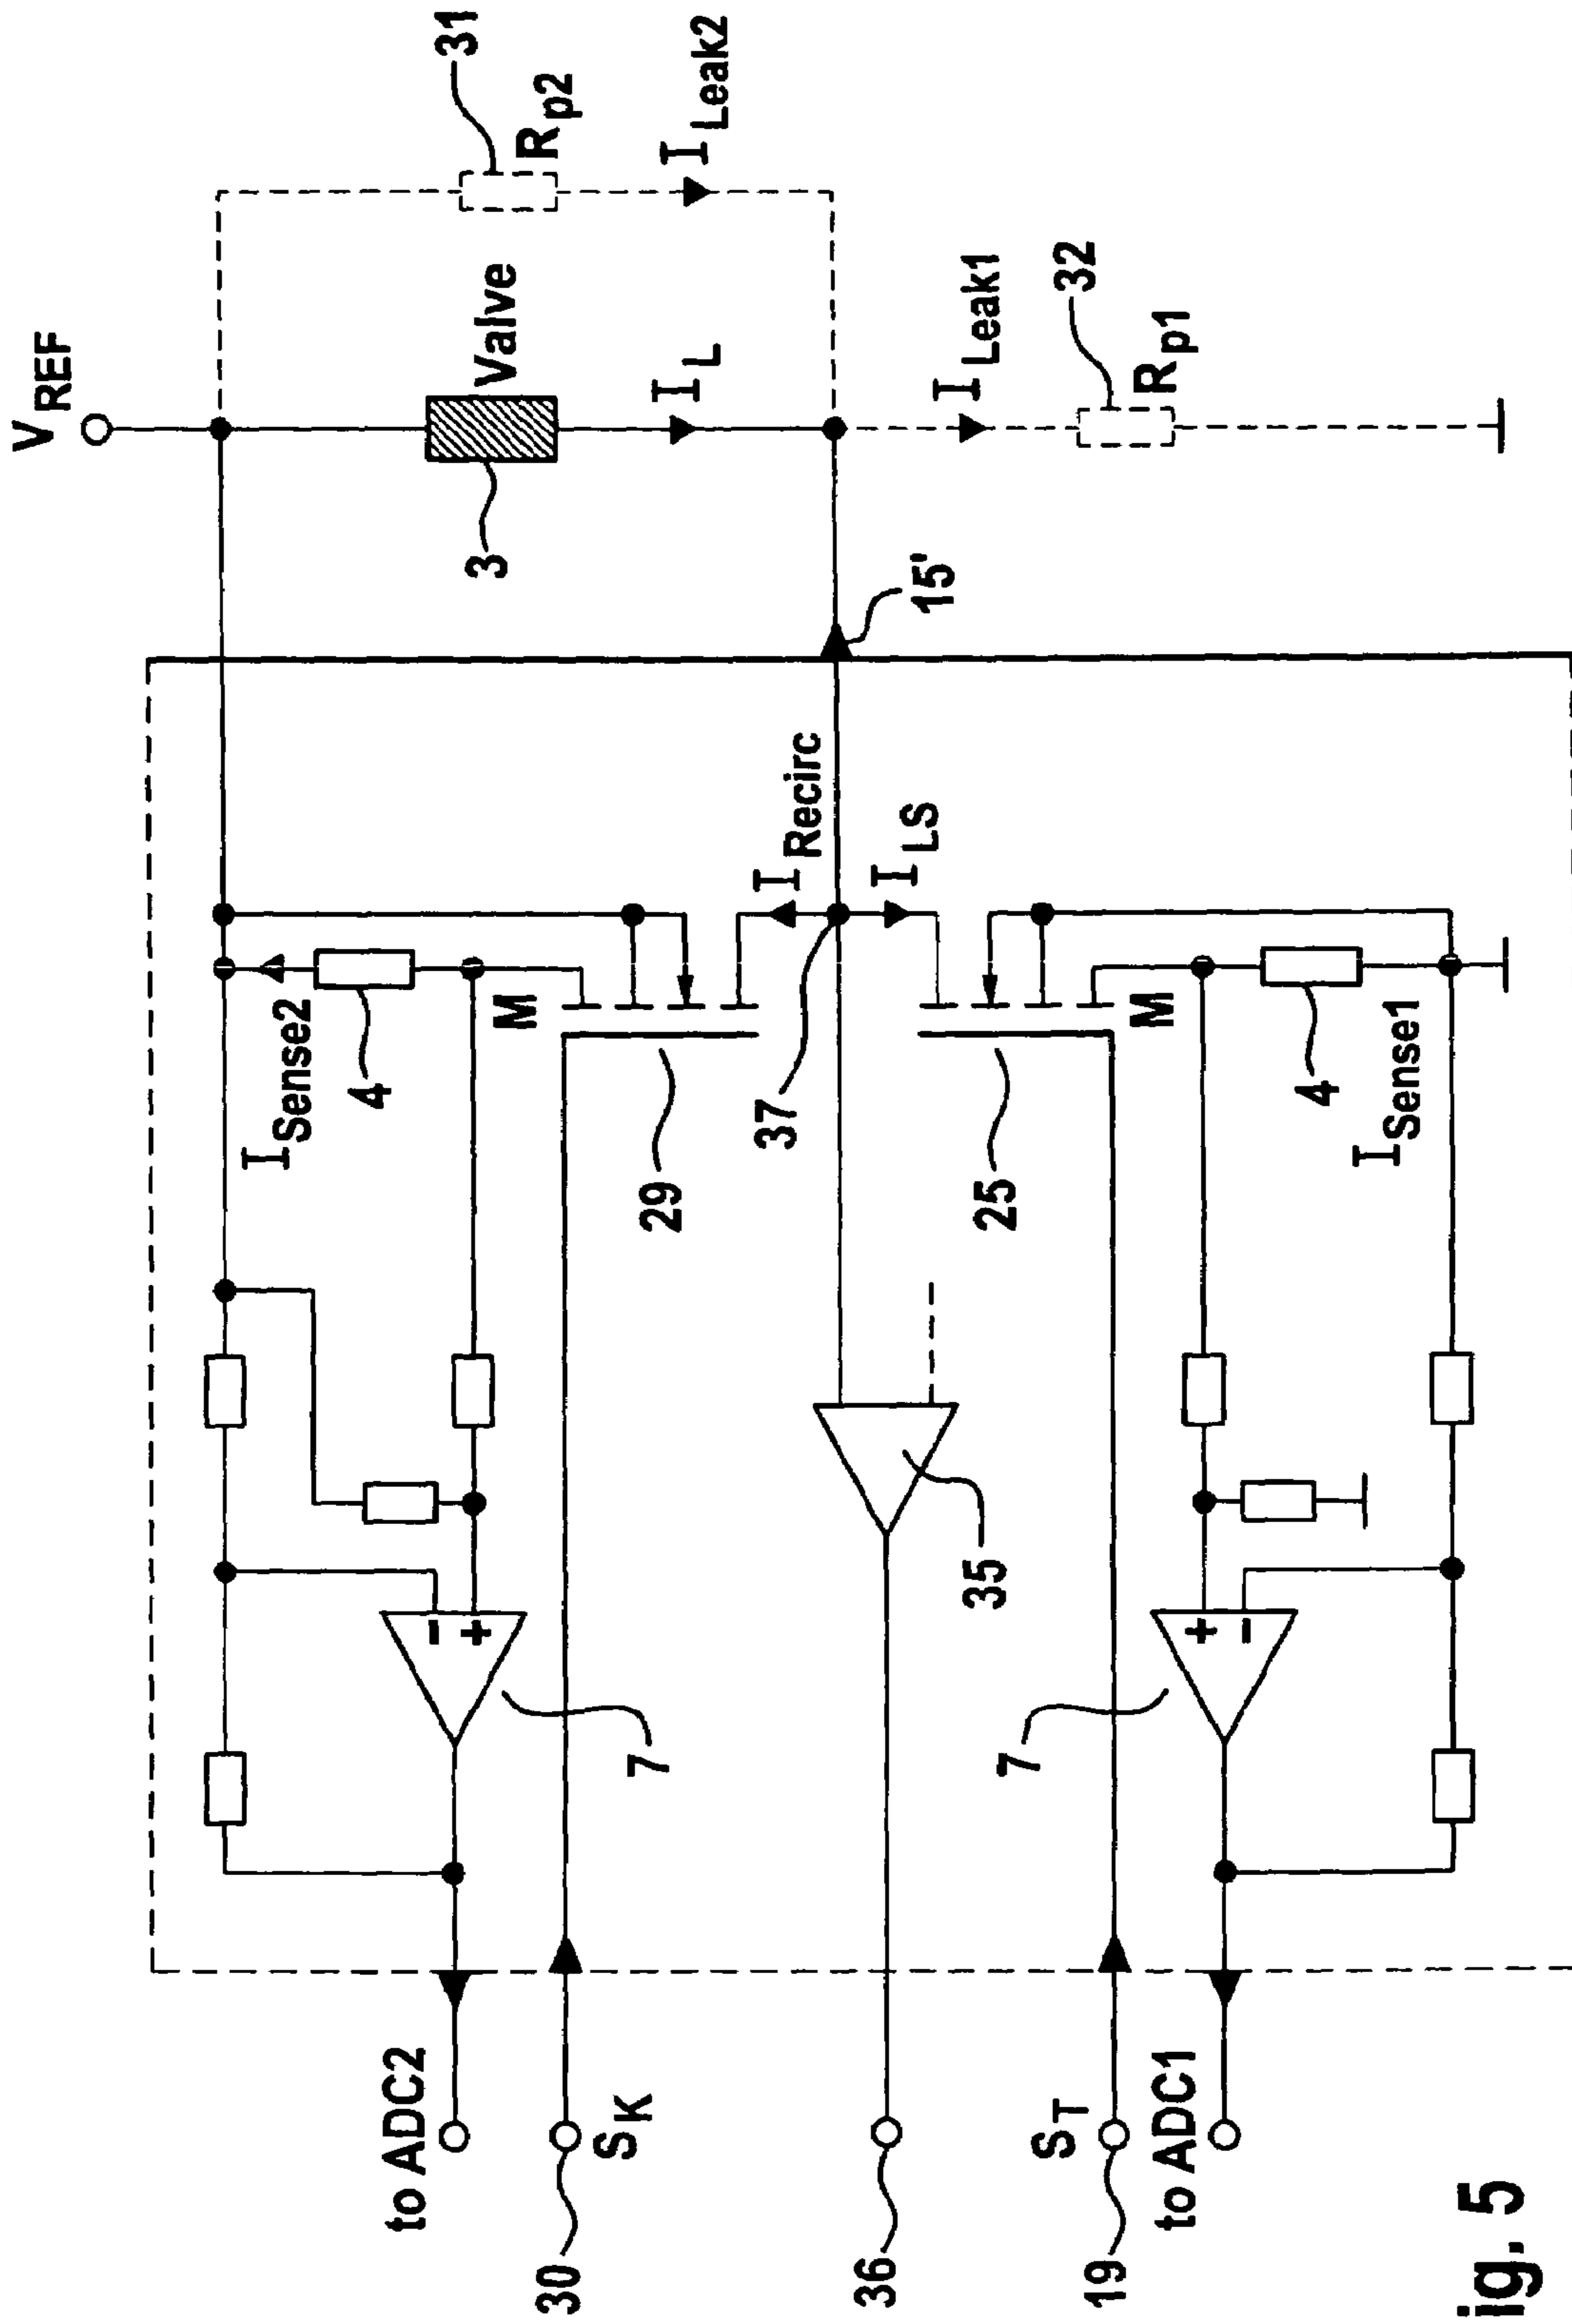 to ADC2
30
S_K
36
S_T
19
to ADC1
7
7
-
+
+
-
35
I_Sense2
4
M
29
37
25
M
4
I_Sense1
I_Recirc
I_LS
15'
V_REF
3
Valve
I_L
31
R_p2
I_Leak2
I_Leak1
32
R_p1
ig. 5